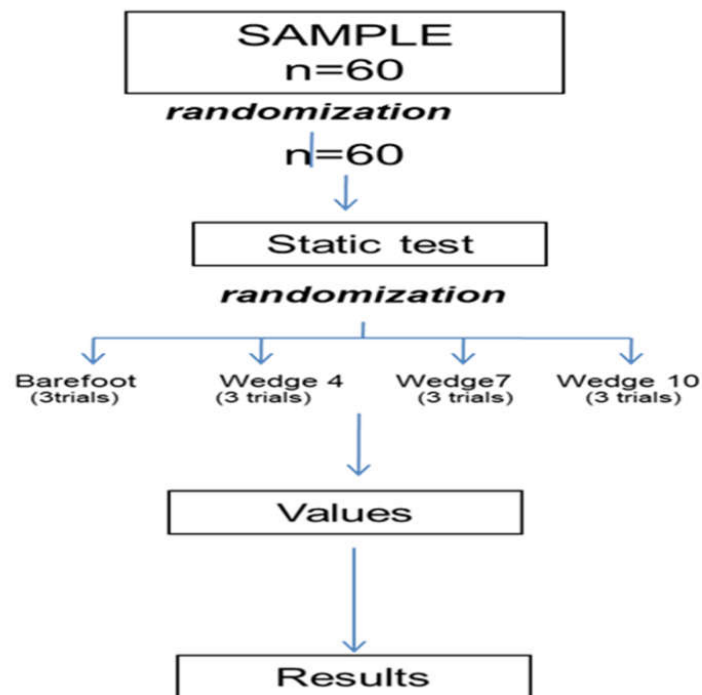 SAMPLE
n=60
randomization
n=60
Static test
randomization
Barefoot
(3trials)
Wedge 4
(3 trials)
Wedge7
(3 trials)
Wedge 10
(3 trials)
Values
Results